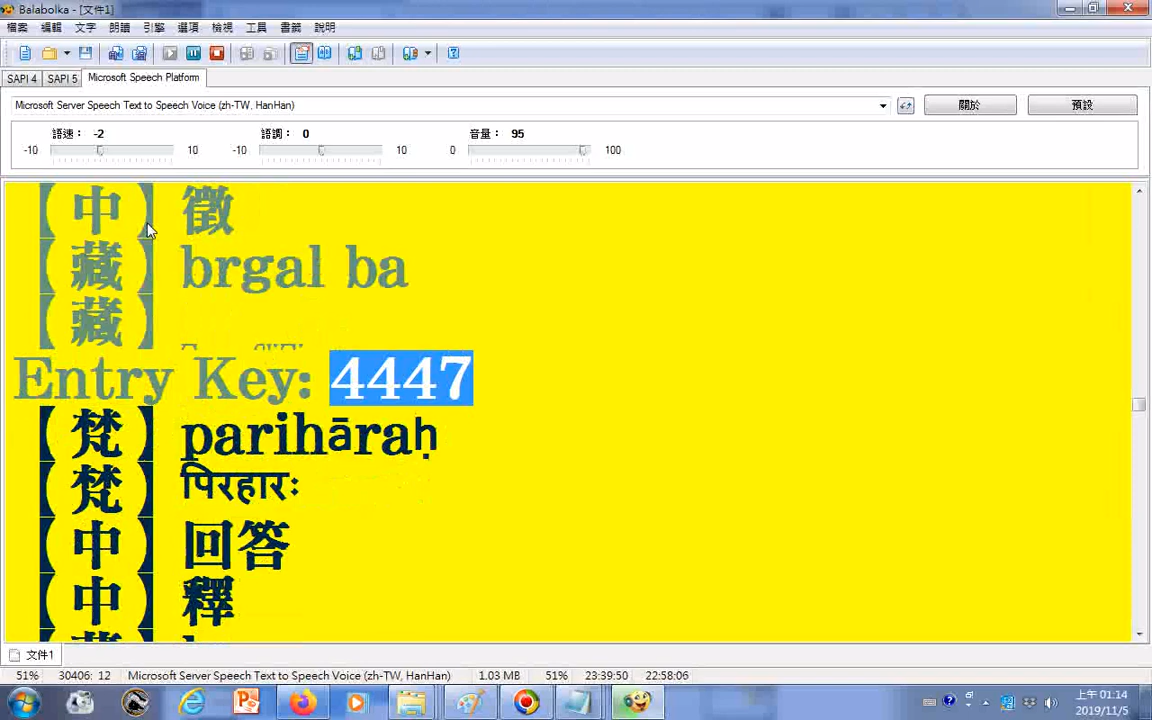 Balabolka - [文件1]
檔案 編輯 文字 朗讀 引擎 選項 檢視 工具 書籤 說明
SAPI 4 SAPI 5 Microsoft Speech Platform
Microsoft Server Speech Text to Speech Voice (zh-TW, HanHan) 關於 預設
語速： -2 語調： 0 音量： 95
-10 10 -10 10 0 100
【中】 徵
【藏】 brgal ba
【藏】
Entry Key: 4447
【梵】 parihāraḥ
【梵】 पिरहारः
【中】 回答
【中】 釋
文件1
51% 30406: 12 Microsoft Server Speech Text to Speech Voice (zh-TW, HanHan) 1.03 MB 51% 23:39:50 22:58:06
上午 01:14
2019/11/5